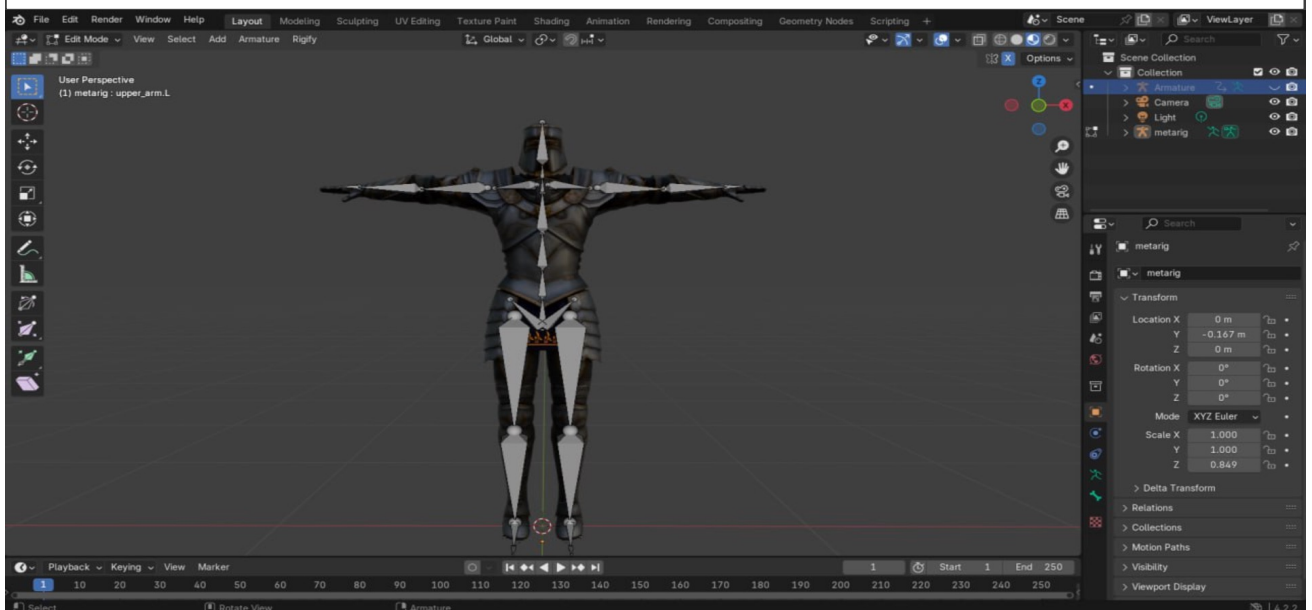 File Edit Render Window Help Layout Modeling Sculpting UV Editing Texture Paint Shading Animation Rendering Compositing Geometry Nodes Scripting + Scene ViewLayer
Edit Mode View Select Add Armature Rigify Global Search
X Options
User Perspective
(1) metarig : upper_arm.L
Z
X
Scene Collection
Collection
Armature
Camera
Light
metarig
Search
metarig
metarig
Transform
Location X 0 m
Y -0.167 m
Z 0 m
Rotation X 0°
Y 0°
Z 0°
Mode XYZ Euler
Scale X 1.000
Y 1.000
Z 0.849
Delta Transform
Relations
Collections
Motion Paths
Visibility
Viewport Display
Playback Keying View Marker 1 Start 1 End 250
1 10 20 30 40 50 60 70 80 90 100 110 120 130 140 150 160 170 180 190 200 210 220 230 240 250
Select Rotate View Armature 4.2.2